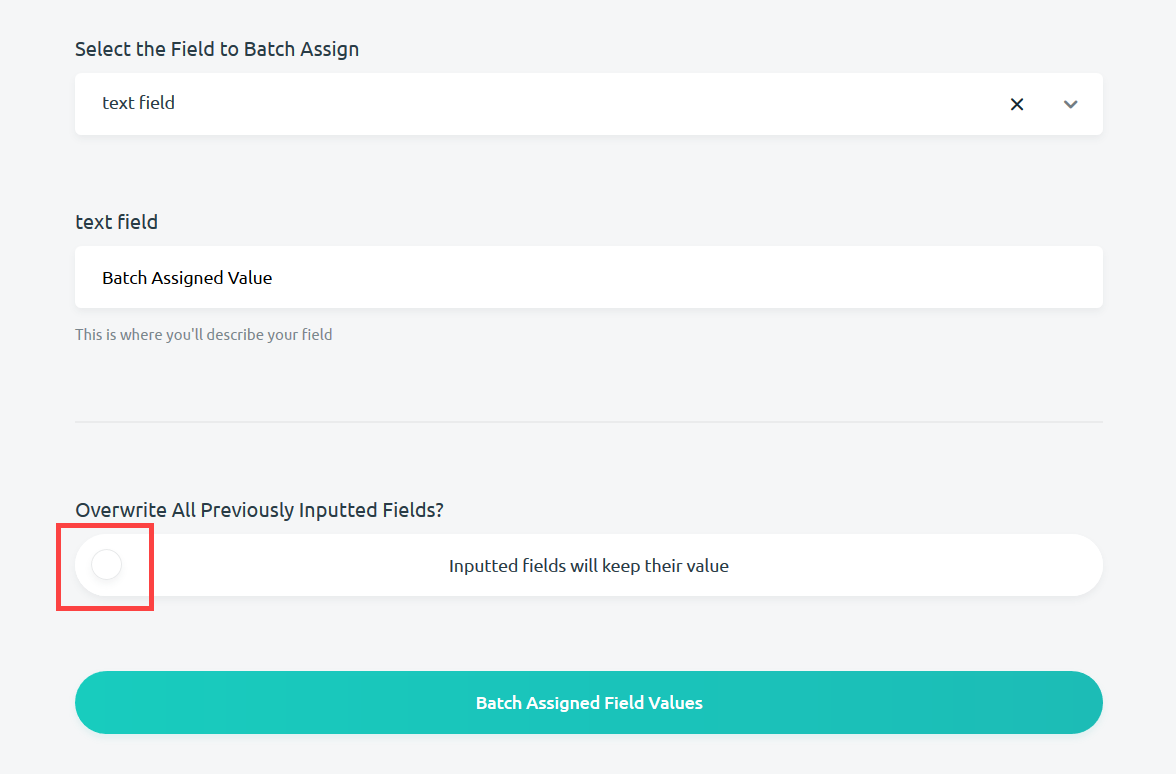 Select the Field to Batch Assign
text field
text field
Batch Assigned Value
This is where you'll describe your field
Overwrite All Previously Inputted Fields?
Inputted fields will keep their value
Batch Assigned Field Values